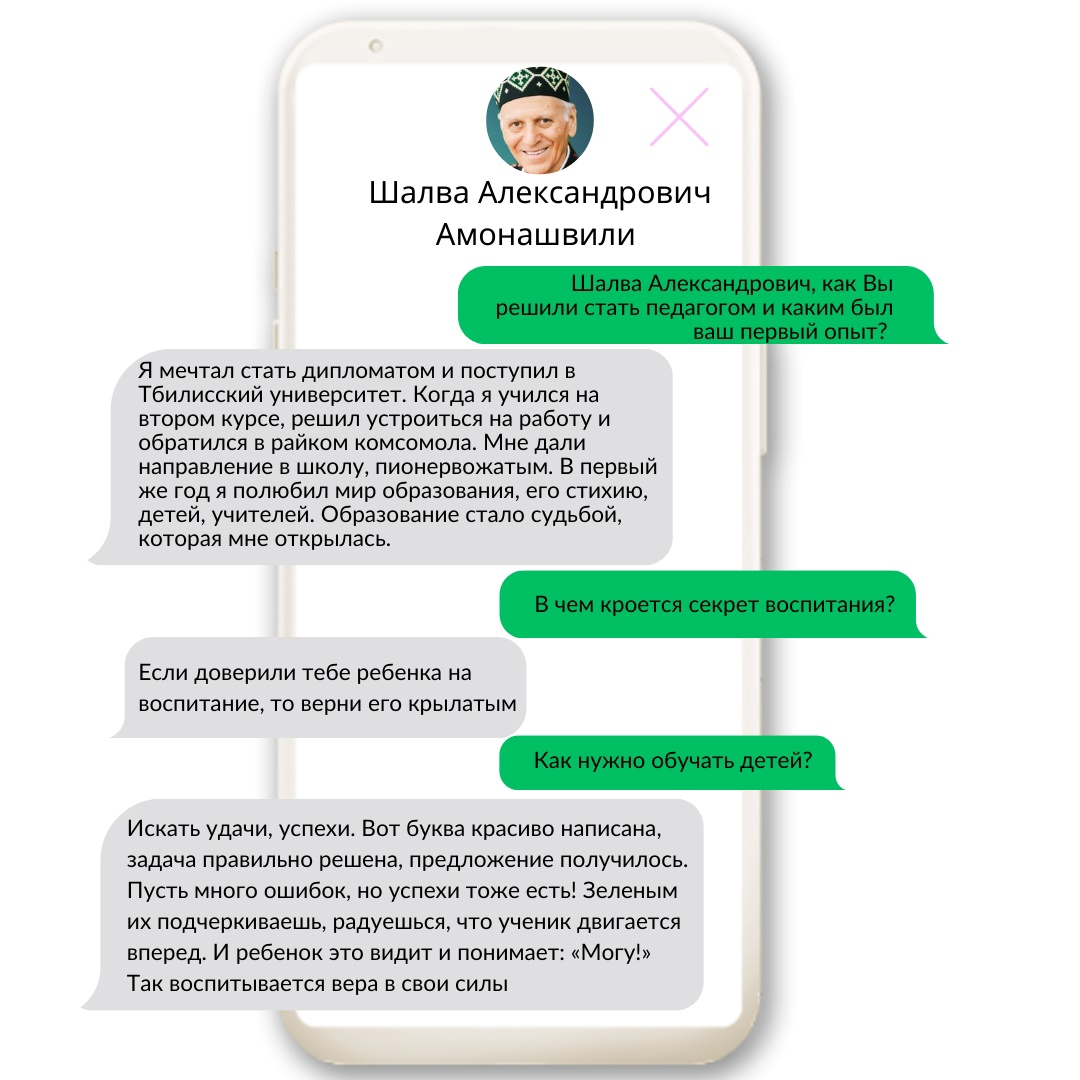 Шалва Александрович
Амонашвили
Шалва Александрович, как Вы
решили стать педагогом и каким был
ваш первый опыт?
Я мечтал стать дипломатом и поступил в
Тбилисский университет. Когда я учился на
втором курсе, решил устроиться на работу и
обратился в райком комсомола. Мне дали
направление в школу, пионервожатым. В первый
же год я полюбил мир образования, его стихию,
детей, учителей. Образование стало судьбой,
которая мне открылась.
В чем кроется секрет воспитания?
Если доверили тебе ребенка на
воспитание, то верни его крылатым
Как нужно обучать детей?
Искать удачи, успехи. Вот буква красиво написана,
задача правильно решена, предложение получилось.
Пусть много ошибок, но успехи тоже есть! Зеленым
их подчеркиваешь, радуешься, что ученик двигается
вперед. И ребенок это видит и понимает: «Могу!»
Так воспитывается вера в свои силы